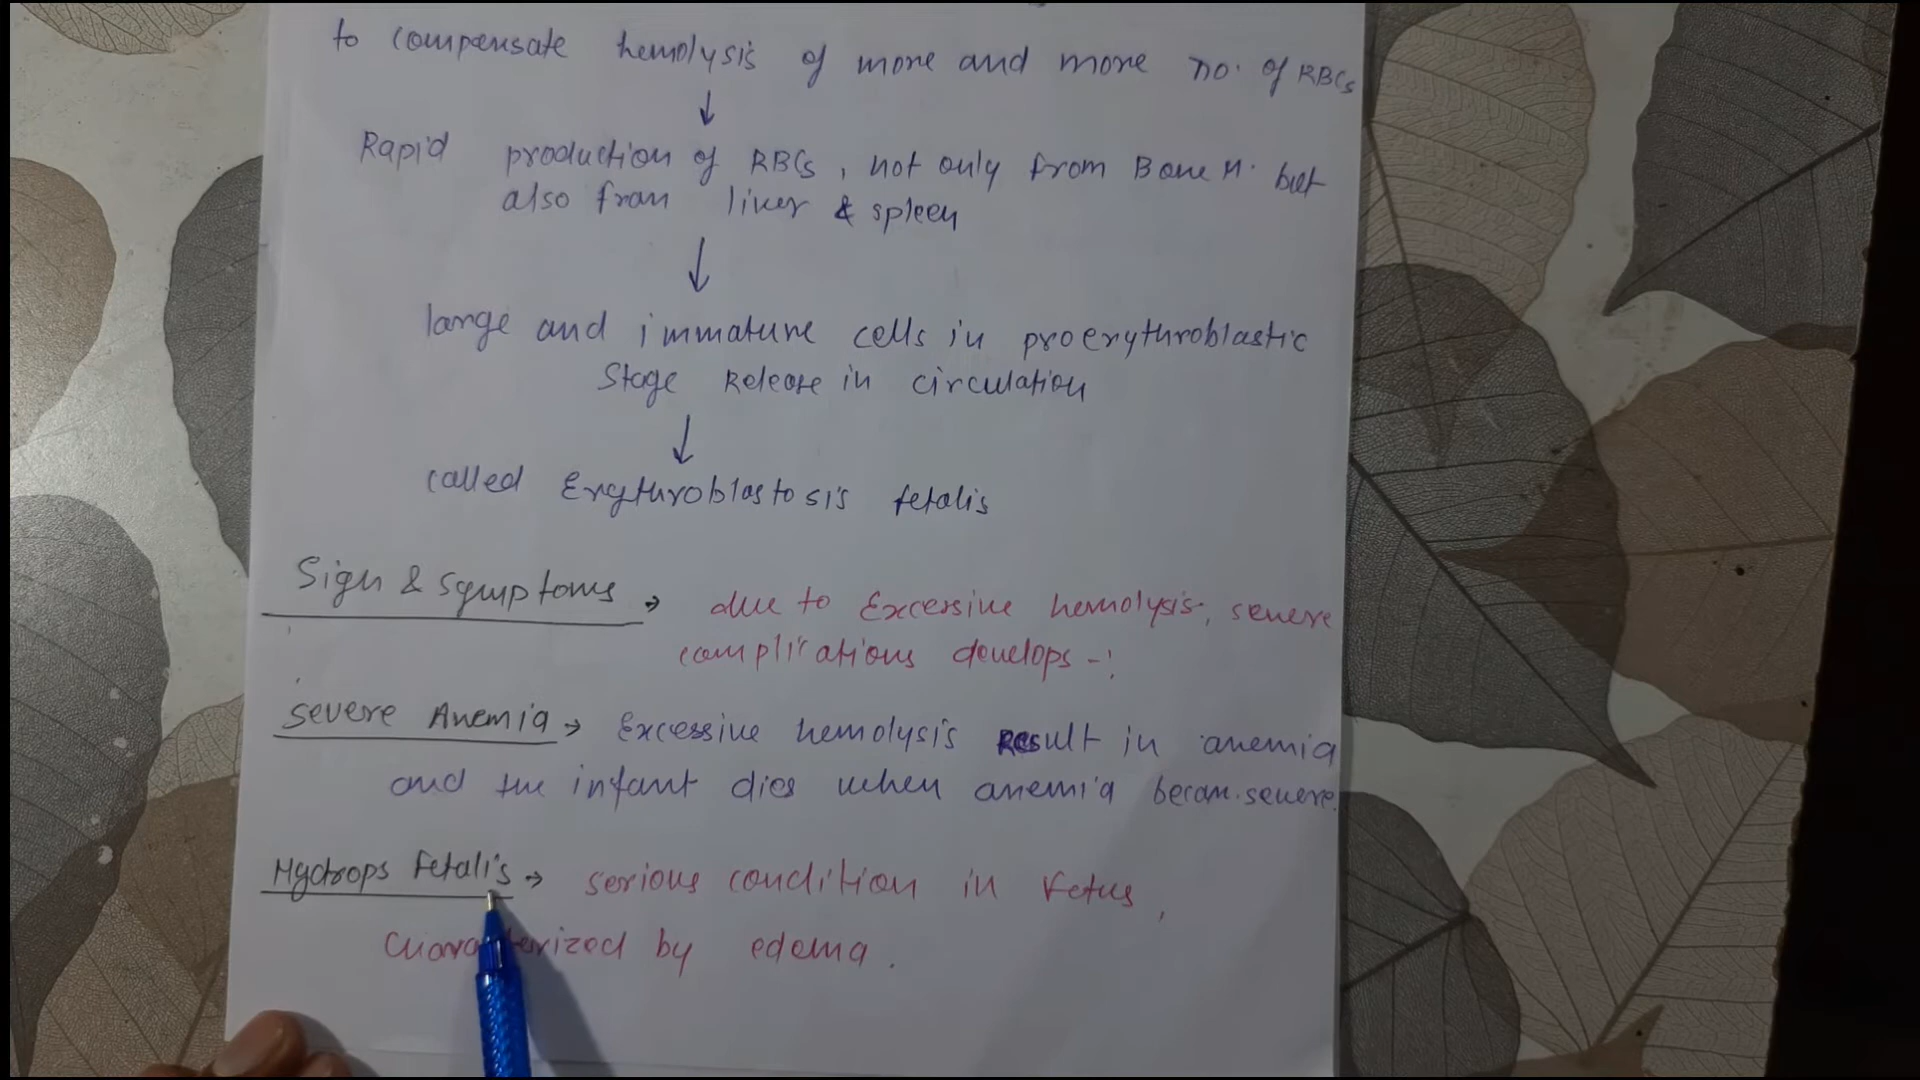 to compensate hemolysis of more and more no. of RBCs
↓
Rapid production of RBCs, not only from Bone M. but
also from liver & spleen
↓
large and immature cells in proerythroblastic
Stage Release in circulation
↓
called Erythroblastosis fetalis
Sign & Symptoms → due to Excessive hemolysis, severe
complications develops -:
Severe Anemia → Excessive hemolysis Result in anemia
and the infant dies when anemia becom. severe.
Hydrops Fetalis → serious condition in Fetus,
Characterized by edema.